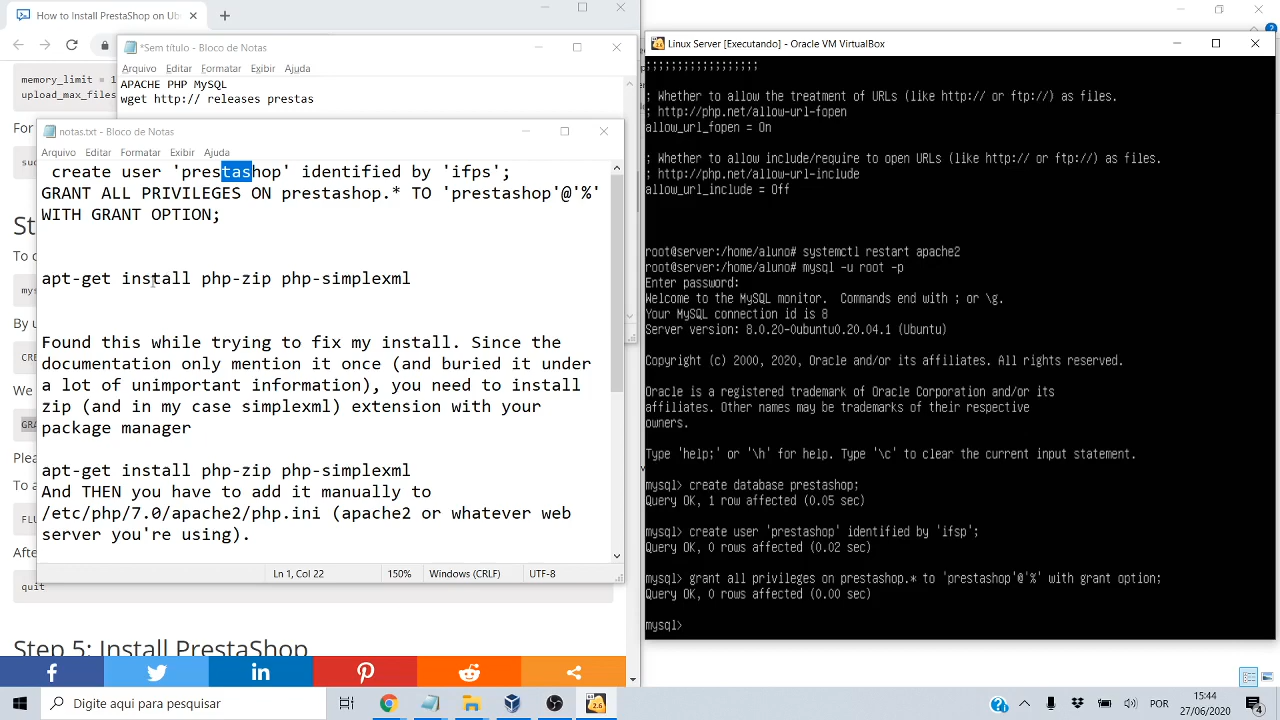 How to Install PrestaShop on Ub
memory_limit = 1
upload_max_files
For
suc
St
To
my
By u
CRE
We
GRA
Plea
To a
FLU
Afte
quit
Step 5: Install PrestaShop
*Sem título - Bloco de Notas
Arquivo Editar Formatar Exibir Ajuda
APACHE PHP MySQL
Wget http:// releases prestas
notas.txt - Bloco de Notas
Arquivo Editar Formatar Exibir Ajuda
create user 'prestashop' identified by 'ifps';
GRANT ALL PRIVILEGES ON prestashop.* TO 'prestashop'@'%'
WITH GRANT OPTION;
apt-get install php-zip php-simplexml
Found this while trying to fix my install. Since the
documentation only mention it once (and buried it under
a lot of unimportant information), you need to install
zip (and in my case simplexml) extension with your
package manager
apt-get install php-zip php-simplexml
And THEN you have to add it manually to
/etc/php/7.0/apache2/php.ini (apache2 or whatever web
server you're using).
Ln 1, Col 22 150% Windows (CRLF) UTF-8
Linux Server [Executando] - Oracle VM VirtualBox
;;;;;;;;;;;;;;;;;;
; Whether to allow the treatment of URLs (like http:// or ftp://) as files.
; http://php.net/allow-url-fopen
allow_url_fopen = On
; Whether to allow include/require to open URLs (like http:// or ftp://) as files.
; http://php.net/allow-url-include
allow_url_include = Off
root@server:/home/aluno# systemctl restart apache2
root@server:/home/aluno# mysql -u root -p
Enter password:
Welcome to the MySQL monitor.  Commands end with ; or \g.
Your MySQL connection id is 8
Server version: 8.0.20-0ubuntu0.20.04.1 (Ubuntu)
Copyright (c) 2000, 2020, Oracle and/or its affiliates. All rights reserved.
Oracle is a registered trademark of Oracle Corporation and/or its
affiliates. Other names may be trademarks of their respective
owners.
Type 'help;' or '\h' for help. Type '\c' to clear the current input statement.
mysql> create database prestashop;
Query OK, 1 row affected (0.05 sec)
mysql> create user 'prestashop' identified by 'ifsp';
Query OK, 0 rows affected (0.02 sec)
mysql> grant all privileges on prestashop.* to 'prestashop'@'%' with grant option;
Query OK, 0 rows affected (0.00 sec)
mysql>
Digite aqui para pesquisar
POR
15:44
27/06/2020